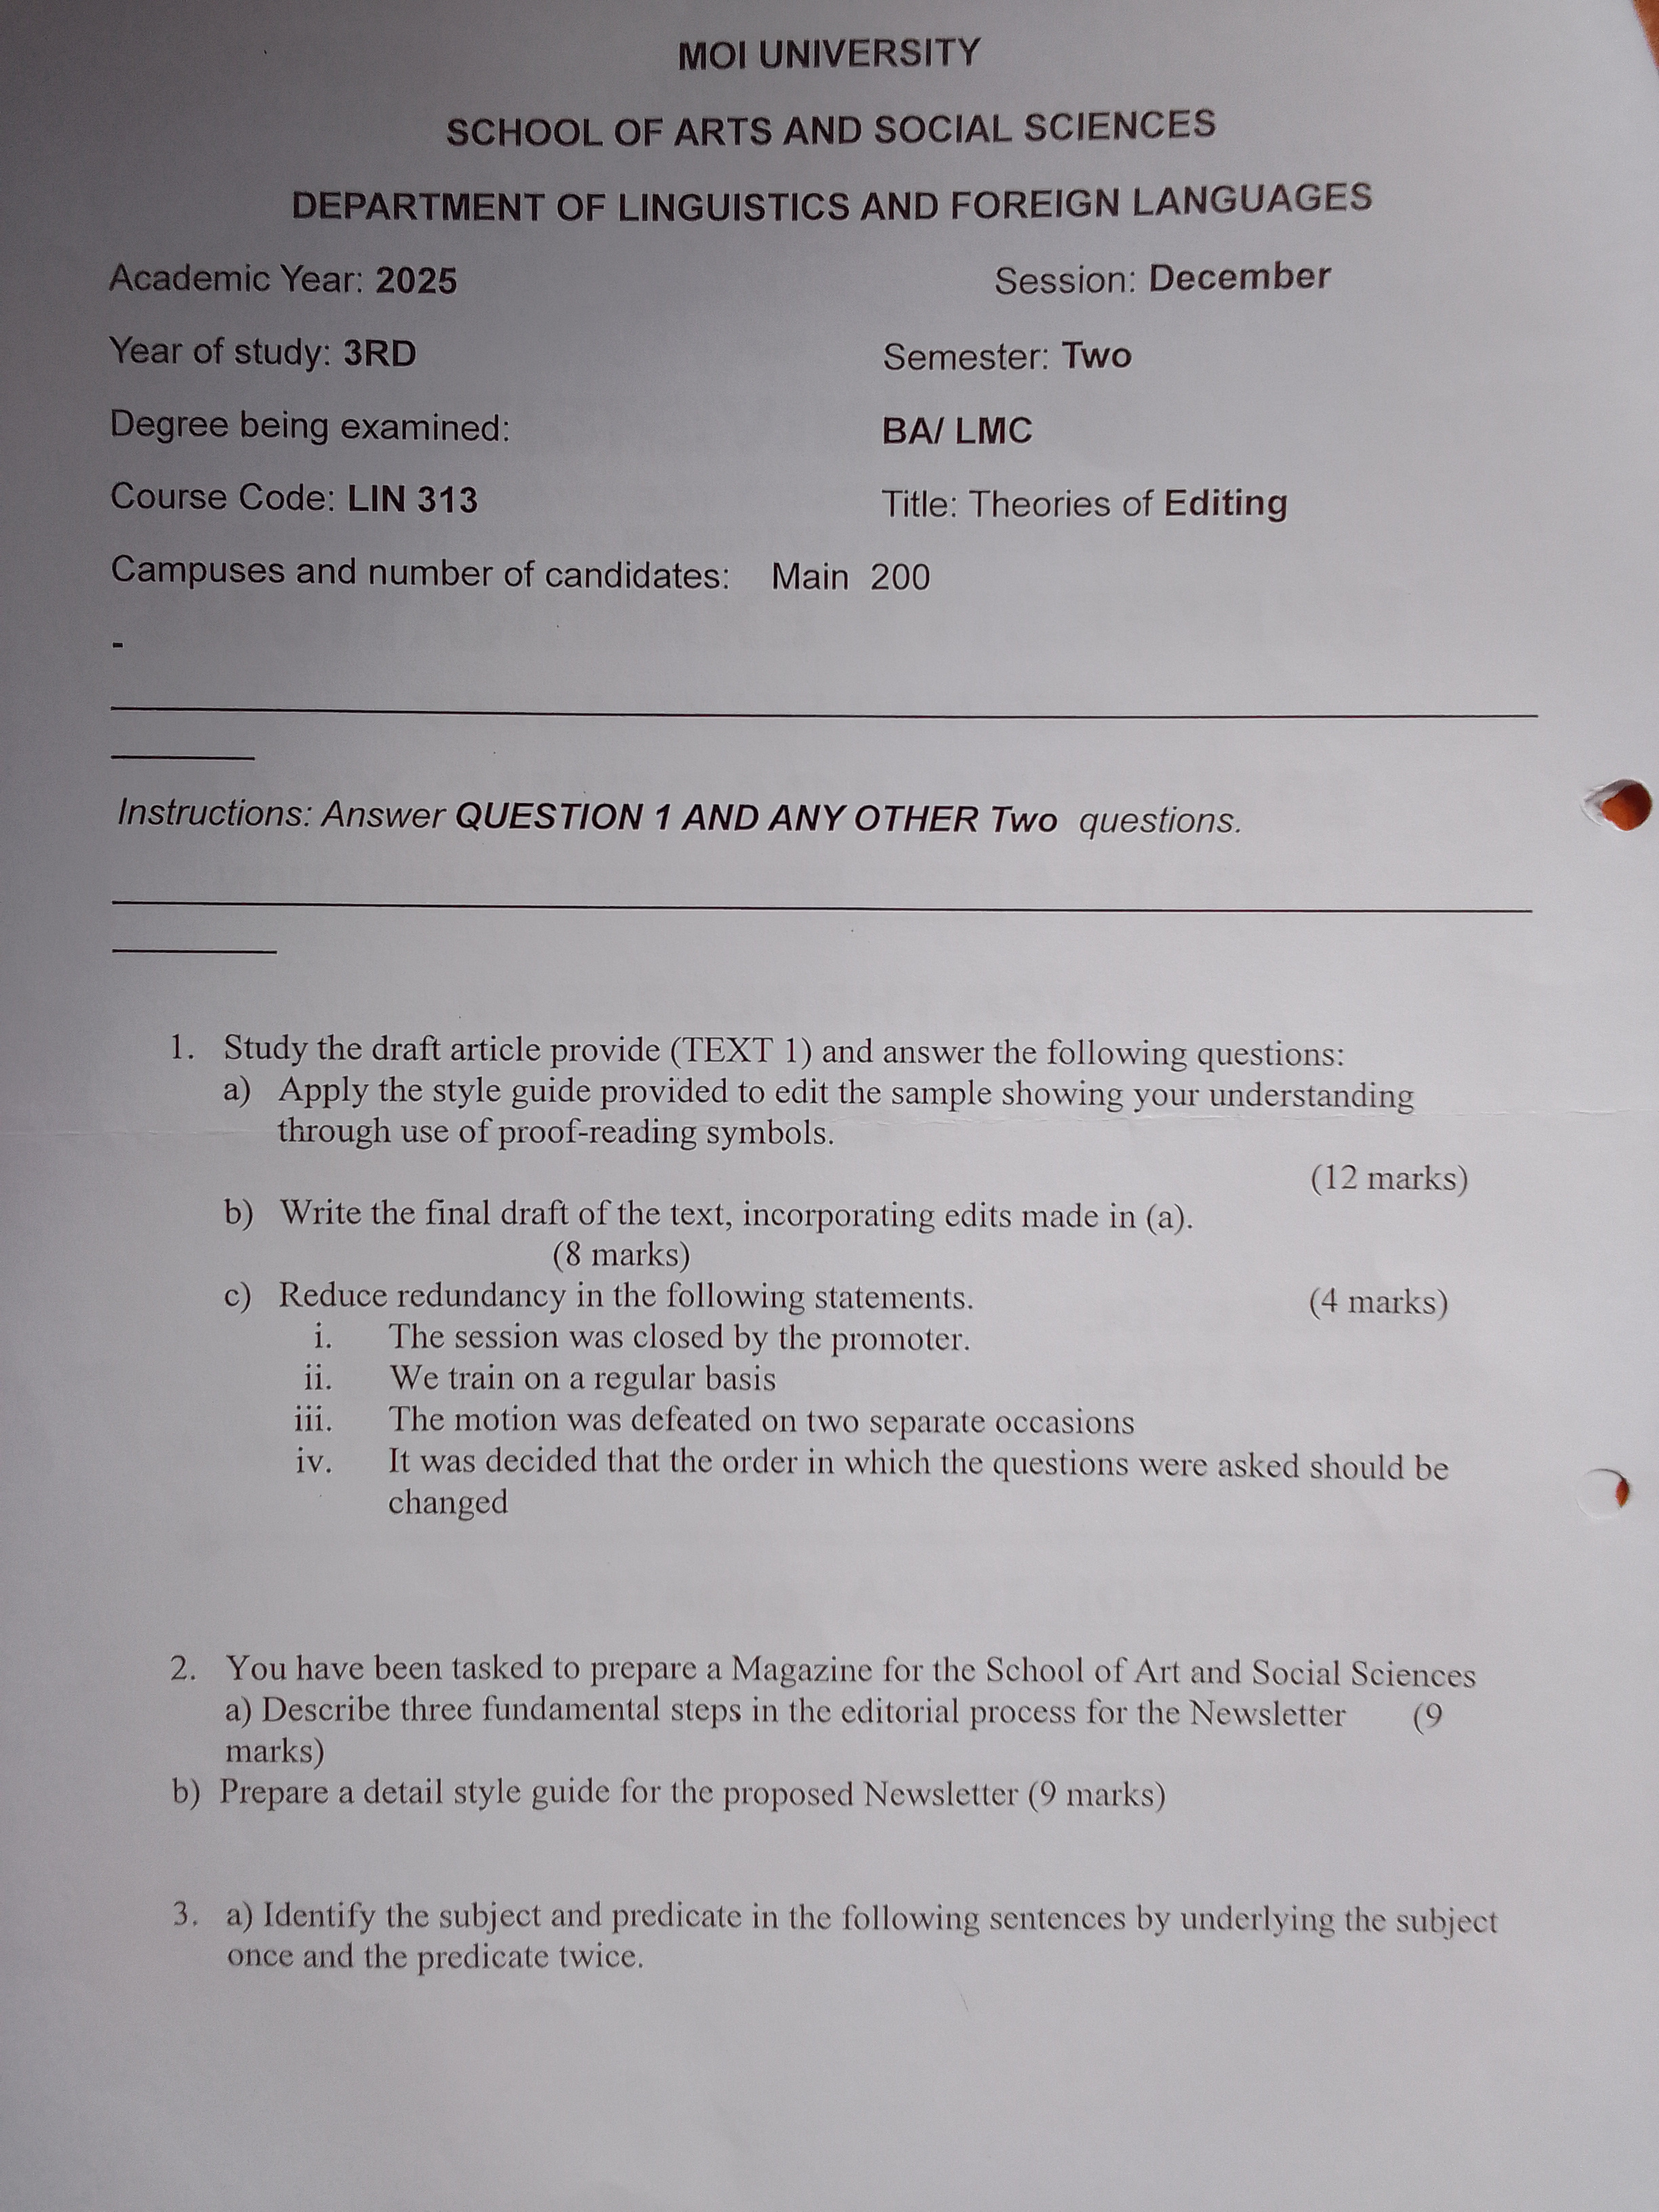 MOI UNIVERSITY
SCHOOL OF ARTS AND SOCIAL SCIENCES
DEPARTMENT OF LINGUISTICS AND FOREIGN LANGUAGES
Academic Year: 2025 Session: December
Year of study: 3RD Semester: Two
Degree being examined: BA/ LMC
Course Code: LIN 313 Title: Theories of Editing
Campuses and number of candidates: Main 200
-
Instructions: Answer QUESTION 1 AND ANY OTHER Two questions.
1. Study the draft article provide (TEXT 1) and answer the following questions:
a) Apply the style guide provided to edit the sample showing your understanding
through use of proof-reading symbols.
(12 marks)
b) Write the final draft of the text, incorporating edits made in (a).
(8 marks)
c) Reduce redundancy in the following statements. (4 marks)
i. The session was closed by the promoter.
ii. We train on a regular basis
iii. The motion was defeated on two separate occasions
iv. It was decided that the order in which the questions were asked should be
changed
2. You have been tasked to prepare a Magazine for the School of Art and Social Sciences
a) Describe three fundamental steps in the editorial process for the Newsletter (9
marks)
b) Prepare a detail style guide for the proposed Newsletter (9 marks)
3. a) Identify the subject and predicate in the following sentences by underlying the subject
once and the predicate twice.